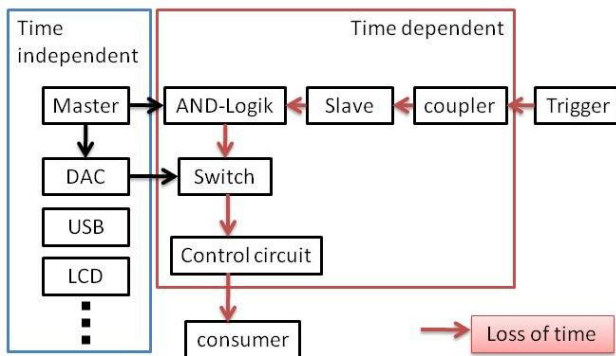 Time
independent
Time dependent
Master
AND-Logik
Slave
coupler
Trigger
DAC
Switch
USB
Control circuit
LCD
consumer
Loss of time